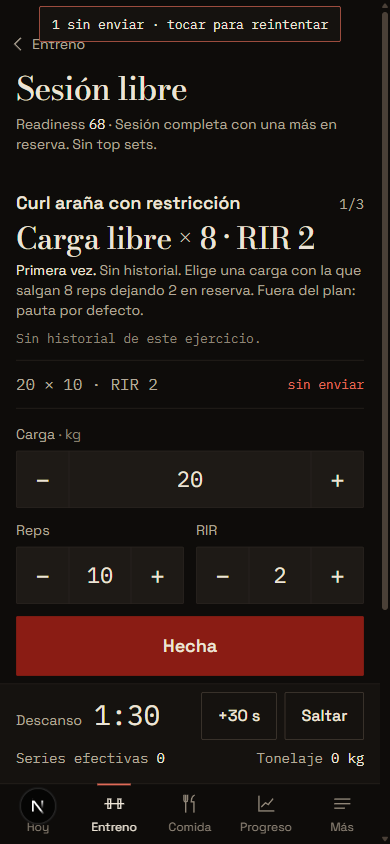 1 sin enviar · tocar para reintentar
Entreno
Sesión libre
Readiness 68 · Sesión completa con una más en
reserva. Sin top sets.
Curl araña con restricción 1/3
Carga libre × 8 · RIR 2
Primera vez. Sin historial. Elige una carga con la que
salgan 8 reps dejando 2 en reserva. Fuera del plan:
pauta por defecto.
Sin historial de este ejercicio.
20 × 10 · RIR 2 sin enviar
Carga · kg
− 20 +
Reps RIR
− 10 + − 2 +
Hecha
Descanso 1:30 +30 s Saltar
Series efectivas 0 Tonelaje 0 kg
N
Hoy Entreno Comida Progreso Más